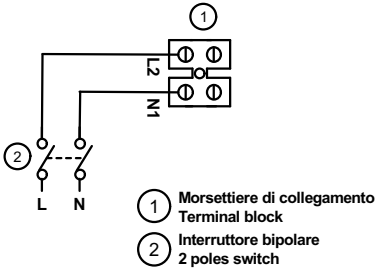 1
L2
N1
2
L N
1 Morsettiere di collegamento
Terminal block
2 Interruttore bipolare
2 poles switch